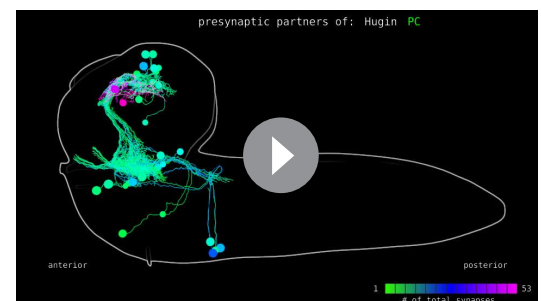 presynaptic partners of: Hugin PC
anterior
posterior
1
53
# of total synapses